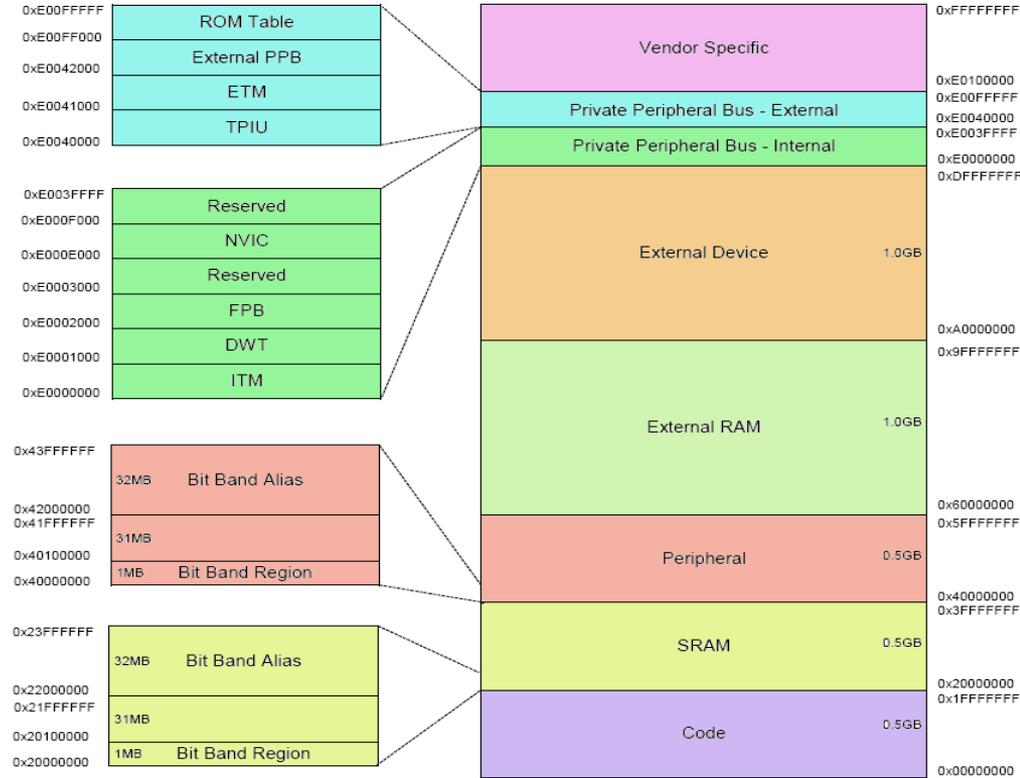 0xE00FFFFF
ROM Table
0xE00FF000
External PPB
0xE0042000
ETM
0xE0041000
TPIU
0xE0040000
0xE003FFFF
Reserved
0xE000F000
NVIC
0xE000E000
Reserved
0xE0003000
FPB
0xE0002000
DWT
0xE0001000
ITM
0xE0000000
0x43FFFFFF
32MB Bit Band Alias
0x42000000
0x41FFFFFF
31MB
0x40100000
1MB Bit Band Region
0x40000000
0x23FFFFFF
32MB Bit Band Alias
0x22000000
0x21FFFFFF
31MB
0x20100000
1MB Bit Band Region
0x20000000
0xFFFFFFFF
Vendor Specific
0xE0100000
0xE00FFFFF
Private Peripheral Bus - External
0xE0040000
0xE003FFFF
Private Peripheral Bus - Internal
0xE0000000
0xDFFFFFFF
External Device 1.0GB
0xA0000000
0x9FFFFFFF
External RAM 1.0GB
0x60000000
0x5FFFFFFF
Peripheral 0.5GB
0x40000000
0x3FFFFFFF
SRAM 0.5GB
0x20000000
0x1FFFFFFF
Code 0.5GB
0x00000000